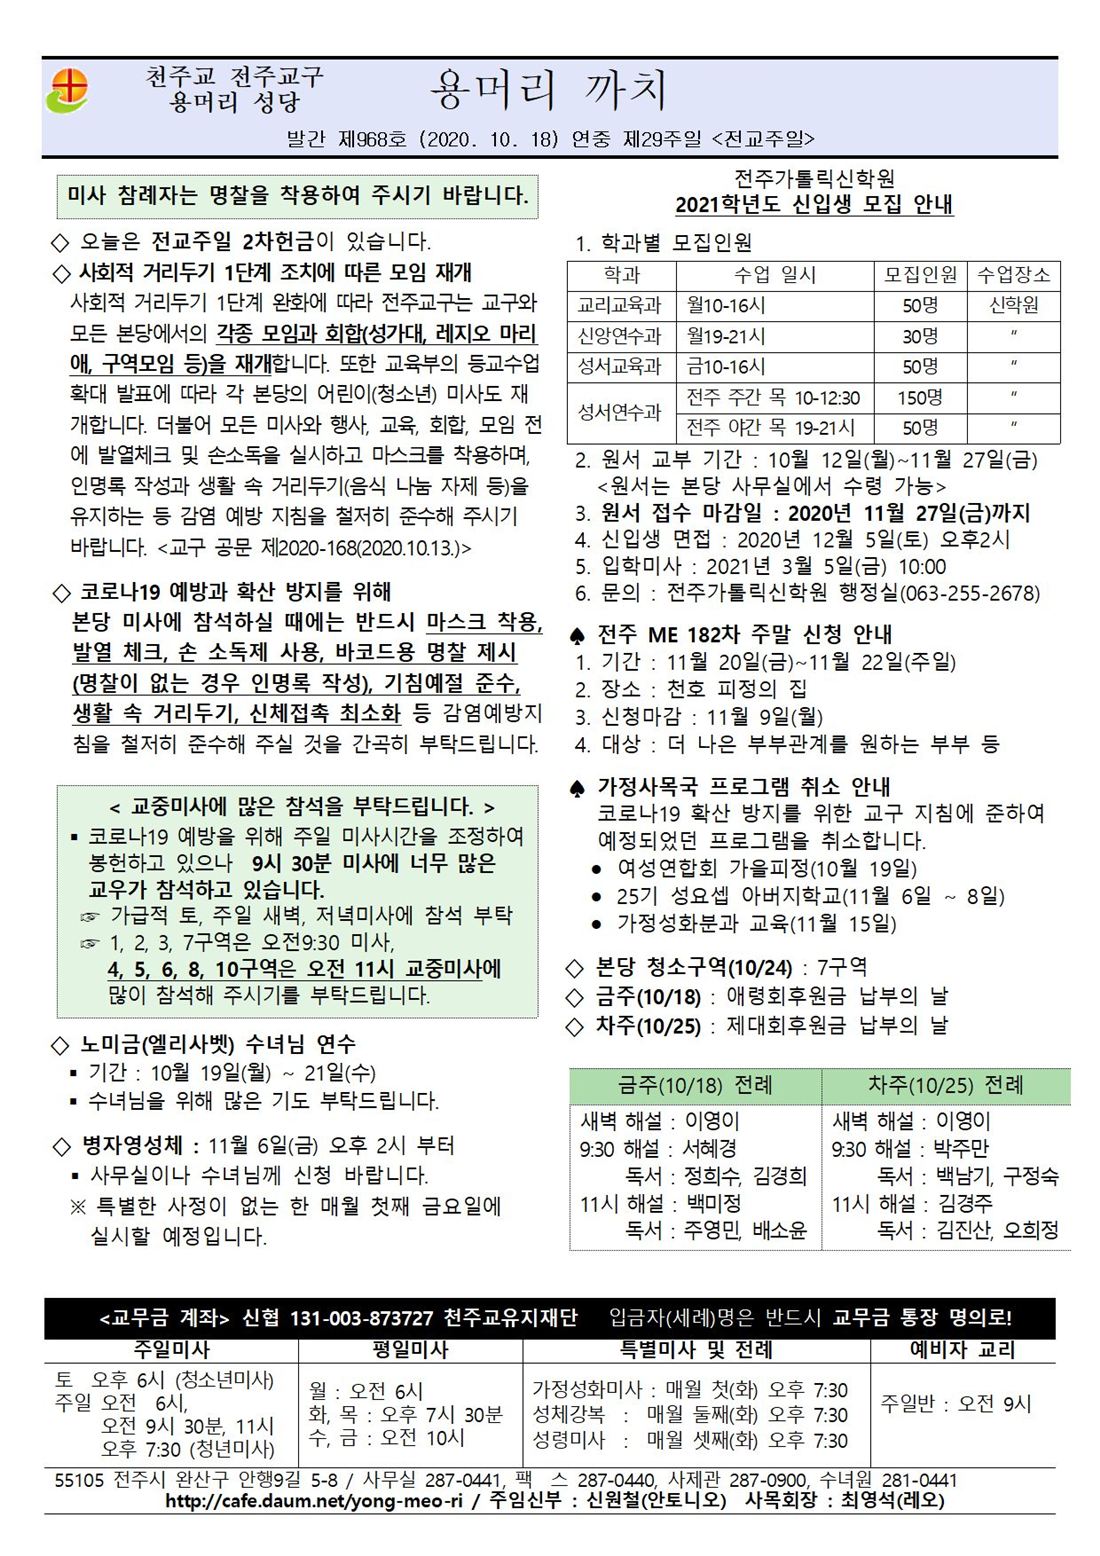 천주교 전주교구
용머리 성당
용머리 까치
발간 제968호 (2020. 10. 18) 연중 제29주일 <전교주일>
미사 참례자는 명찰을 착용하여 주시기 바랍니다.
◇ 오늘은 전교주일 2차헌금이 있습니다.
◇ 사회적 거리두기 1단계 조치에 따른 모임 재개
사회적 거리두기 1단계 완화에 따라 전주교구는 교구와
모든 본당에서의 각종 모임과 회합(성가대, 레지오 마리
애, 구역모임 등)을 재개합니다. 또한 교육부의 등교수업
확대 발표에 따라 각 본당의 어린이(청소년) 미사도 재
개합니다. 더불어 모든 미사와 행사, 교육, 회합, 모임 전
에 발열체크 및 손소독을 실시하고 마스크를 착용하며,
인명록 작성과 생활 속 거리두기(음식 나눔 자제 등)을
유지하는 등 감염 예방 지침을 철저히 준수해 주시기
바랍니다. <교구 공문 제2020-168(2020.10.13.)>
◇ 코로나19 예방과 확산 방지를 위해
본당 미사에 참석하실 때에는 반드시 마스크 착용,
발열 체크, 손 소독제 사용, 바코드용 명찰 제시
(명찰이 없는 경우 인명록 작성), 기침예절 준수,
생활 속 거리두기, 신체접촉 최소화 등 감염예방지
침을 철저히 준수해 주실 것을 간곡히 부탁드립니다.
< 교중미사에 많은 참석을 부탁드립니다. >
▪ 코로나19 예방을 위해 주일 미사시간을 조정하여
봉헌하고 있으나 9시 30분 미사에 너무 많은
교우가 참석하고 있습니다.
☞ 가급적 토, 주일 새벽, 저녁미사에 참석 부탁
☞ 1, 2, 3, 7구역은 오전9:30 미사,
4, 5, 6, 8, 10구역은 오전 11시 교중미사에
많이 참석해 주시기를 부탁드립니다.
◇ 노미금(엘리사벳) 수녀님 연수
▪ 기간 : 10월 19일(월) ~ 21일(수)
▪ 수녀님을 위해 많은 기도 부탁드립니다.
◇ 병자영성체 : 11월 6일(금) 오후 2시 부터
▪ 사무실이나 수녀님께 신청 바랍니다.
※ 특별한 사정이 없는 한 매월 첫째 금요일에
실시할 예정입니다.
전주가톨릭신학원
2021학년도 신입생 모집 안내
1. 학과별 모집인원
학과 수업 일시 모집인원 수업장소
교리교육과 월10-16시 50명 신학원
신앙연수과 월19-21시 30명 〃
성서교육과 금10-16시 50명 〃
성서연수과 전주 주간 목 10-12:30 150명 〃
전주 야간 목 19-21시 50명 〃
2. 원서 교부 기간 : 10월 12일(월)~11월 27일(금)
<원서는 본당 사무실에서 수령 가능>
3. 원서 접수 마감일 : 2020년 11월 27일(금)까지
4. 신입생 면접 : 2020년 12월 5일(토) 오후2시
5. 입학미사 : 2021년 3월 5일(금) 10:00
6. 문의 : 전주가톨릭신학원 행정실(063-255-2678)
♠ 전주 ME 182차 주말 신청 안내
1. 기간 : 11월 20일(금)~11월 22일(주일)
2. 장소 : 천호 피정의 집
3. 신청마감 : 11월 9일(월)
4. 대상 : 더 나은 부부관계를 원하는 부부 등
♠ 가정사목국 프로그램 취소 안내
코로나19 확산 방지를 위한 교구 지침에 준하여
예정되었던 프로그램을 취소합니다.
● 여성연합회 가을피정(10월 19일)
● 25기 성요셉 아버지학교(11월 6일 ~ 8일)
● 가정성화분과 교육(11월 15일)
◇ 본당 청소구역(10/24) : 7구역
◇ 금주(10/18) : 애령회후원금 납부의 날
◇ 차주(10/25) : 제대회후원금 납부의 날
금주(10/18) 전례 차주(10/25) 전례
새벽 해설 : 이영이 새벽 해설 : 이영이
9:30 해설 : 서혜경 9:30 해설 : 박주만
독서 : 정희수, 김경희 독서 : 백남기, 구정숙
11시 해설 : 백미정 11시 해설 : 김경주
독서 : 주영민, 배소윤 독서 : 김진산, 오희정
<교무금 계좌> 신협 131-003-873727 천주교유지재단 입금자(세례)명은 반드시 교무금 통장 명의로!
주일미사 평일미사 특별미사 및 전례 예비자 교리
토 오후 6시 (청소년미사)
주일 오전 6시,
오전 9시 30분, 11시
오후 7:30 (청년미사)
월 : 오전 6시
화, 목 : 오후 7시 30분
수, 금 : 오전 10시
가정성화미사 : 매월 첫(화) 오후 7:30
성체강복 : 매월 둘째(화) 오후 7:30
성령미사 : 매월 셋째(화) 오후 7:30
주일반 : 오전 9시
55105 전주시 완산구 안행9길 5-8 / 사무실 287-0441, 팩 스 287-0440, 사제관 287-0900, 수녀원 281-0441
http://cafe.daum.net/yong-meo-ri / 주임신부 : 신원철(안토니오) 사목회장 : 최영석(레오)